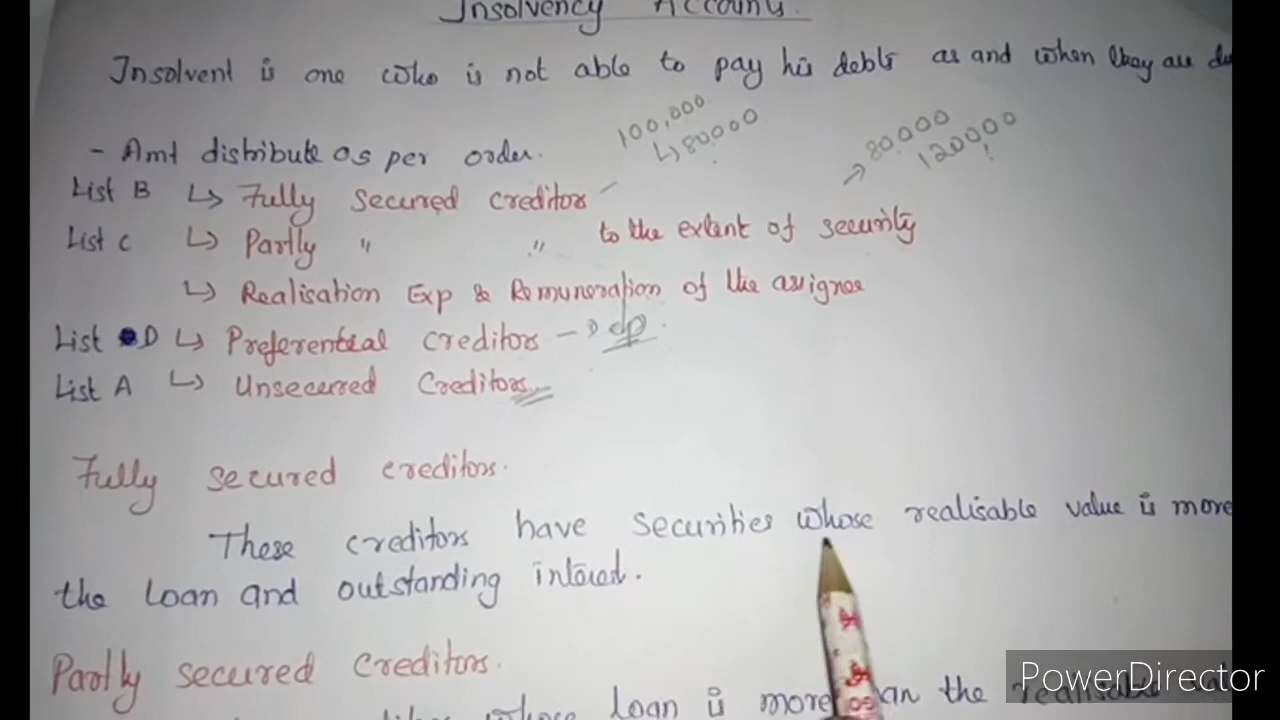 Insolvency Accounts.
Insolvent is one who is not able to pay his debts as and when they are du
- Amt distribute as per order.
100,000
↳ 80000
→ 80.000
120000
List B ↳ Fully secured creditors
List C ↳ Partly " " to the extent of security
↳ Realisation Exp & Remuneration of the assignee
List D ↳ Preferential creditors →
List A ↳ Unsecured Creditors
Fully secured creditors.
These creditors have securities whose realisable value is more
the loan and outstanding interest.
Partly secured creditors.
whose loan is more the realisable
PowerDirector